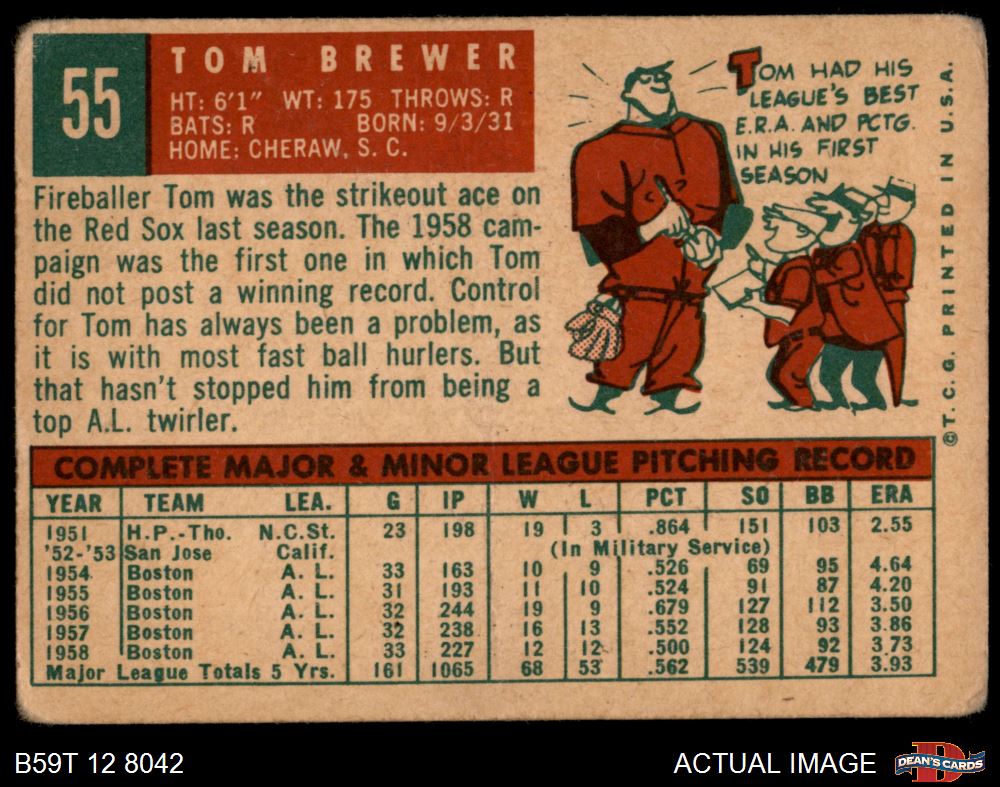 55
TOM BREWER
HT: 6'1" WT: 175 THROWS: R
BATS: R BORN: 9/3/31
HOME: CHERAW, S. C.
TOM HAD HIS
LEAGUE'S BEST
E.R.A. AND PCTG.
IN HIS FIRST
SEASON
©T.C.G. PRINTED IN U.S.A.
Fireballer Tom was the strikeout ace on
the Red Sox last season. The 1958 cam-
paign was the first one in which Tom
did not post a winning record. Control
for Tom has always been a problem, as
it is with most fast ball hurlers. But
that hasn't stopped him from being a
top A.L. twirler.
COMPLETE MAJOR & MINOR LEAGUE PITCHING RECORD
YEAR TEAM LEA. G IP W L PCT SO BB ERA
1951 H.P.-Tho. N.C.St. 23 198 19 3 .864 151 103 2.55
'52-'53 San Jose Calif. (In Military Service)
1954 Boston A. L. 33 163 10 9 .526 69 95 4.64
1955 Boston A. L. 31 193 11 10 .524 91 87 4.20
1956 Boston A. L. 32 244 19 9 .679 127 112 3.50
1957 Boston A. L. 32 238 16 13 .552 128 93 3.86
1958 Boston A. L. 33 227 12 12 .500 124 92 3.73
Major League Totals 5 Yrs. 161 1065 68 53 .562 539 479 3.93
B59T 12 8042
ACTUAL IMAGE
DEAN'S CARDS